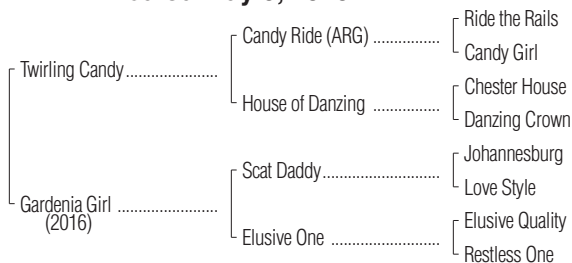 Ride the Rails
Candy Ride (ARG) ................
Candy Girl
Twirling Candy......................
Chester House
House of Danzing ................
Danzing Crown
Johannesburg
Scat Daddy............................
Love Style
Gardenia Girl ........................
(2016)
Elusive Quality
Elusive One ..........................
Restless One